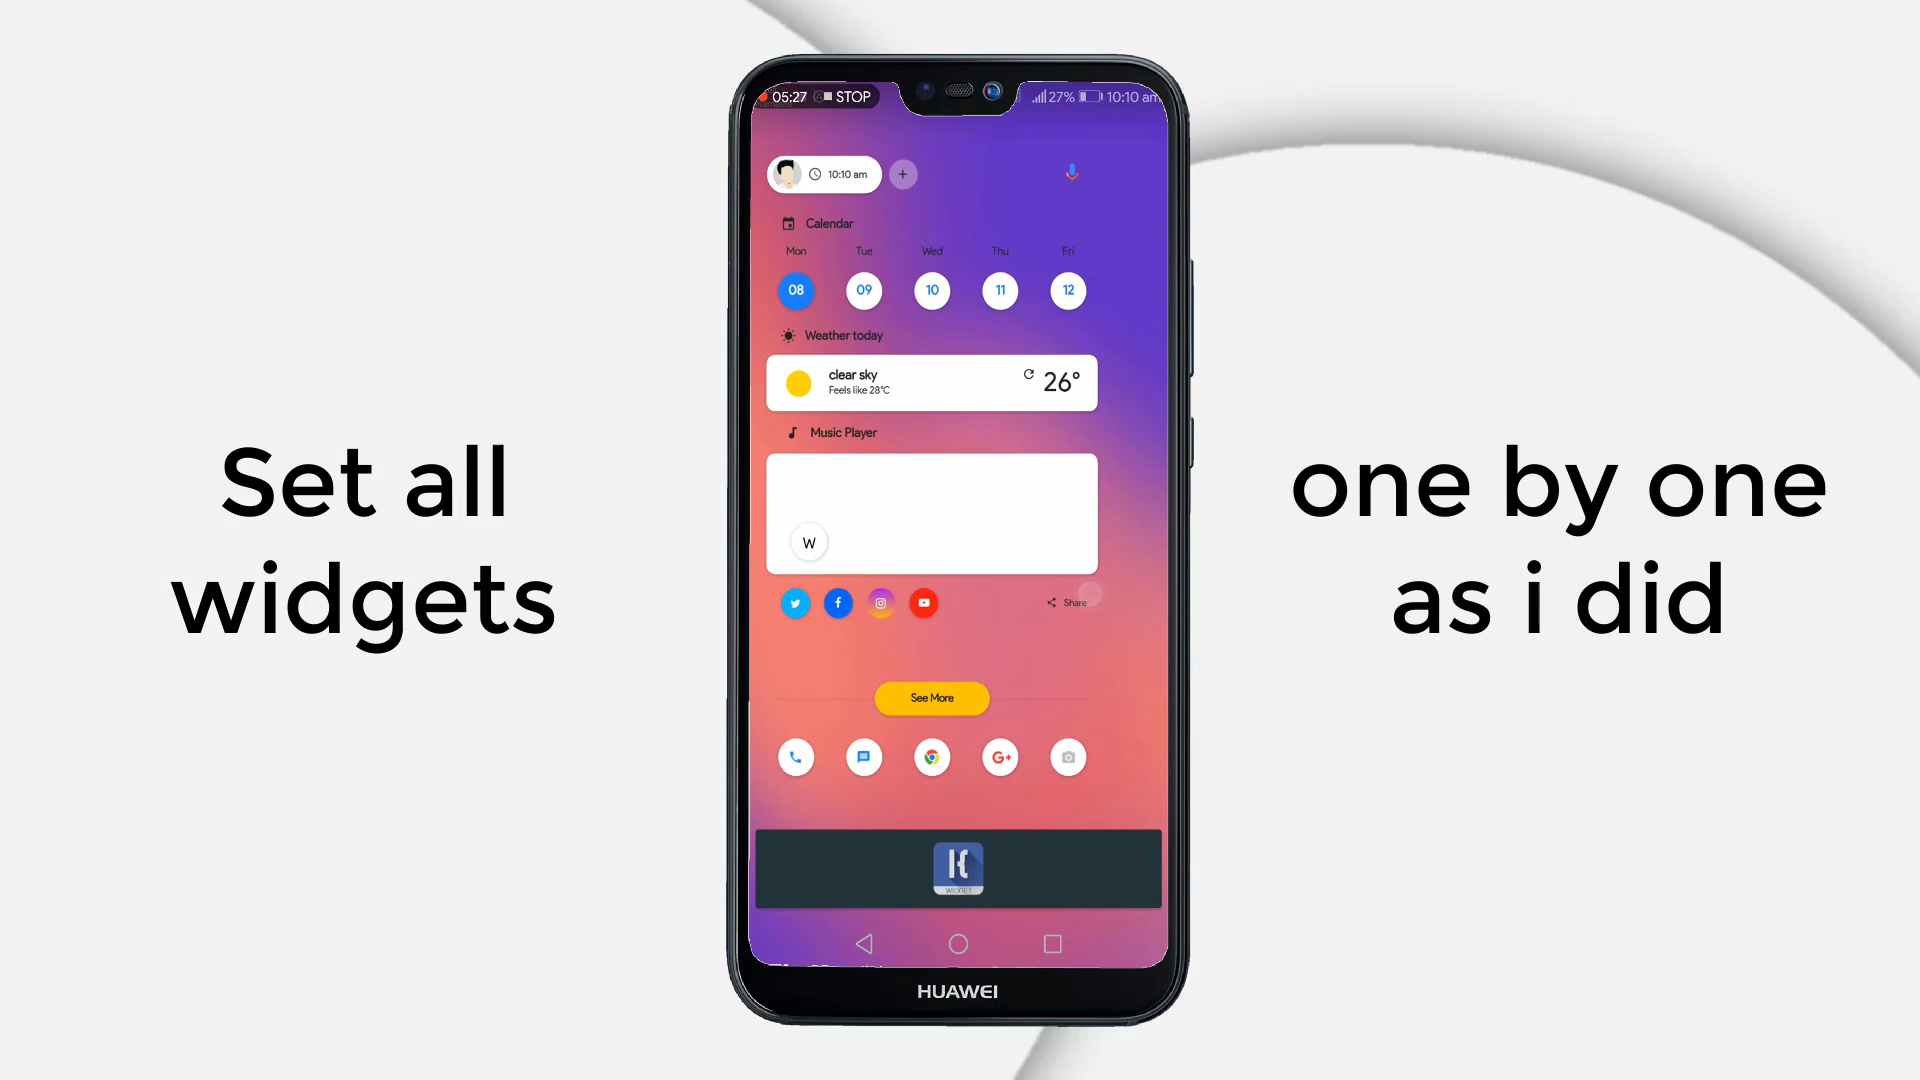 05:27 STOP 27% 10:10 am
10:10 am +
Calendar
Mon Tue Wed Thu Fri
08 09 10 11 12
Weather today
clear sky
Feels like 28°C
26°
Music Player
W
Share
See More
G+
WIDGET
HUAWEI
Set all
widgets
one by one
as i did